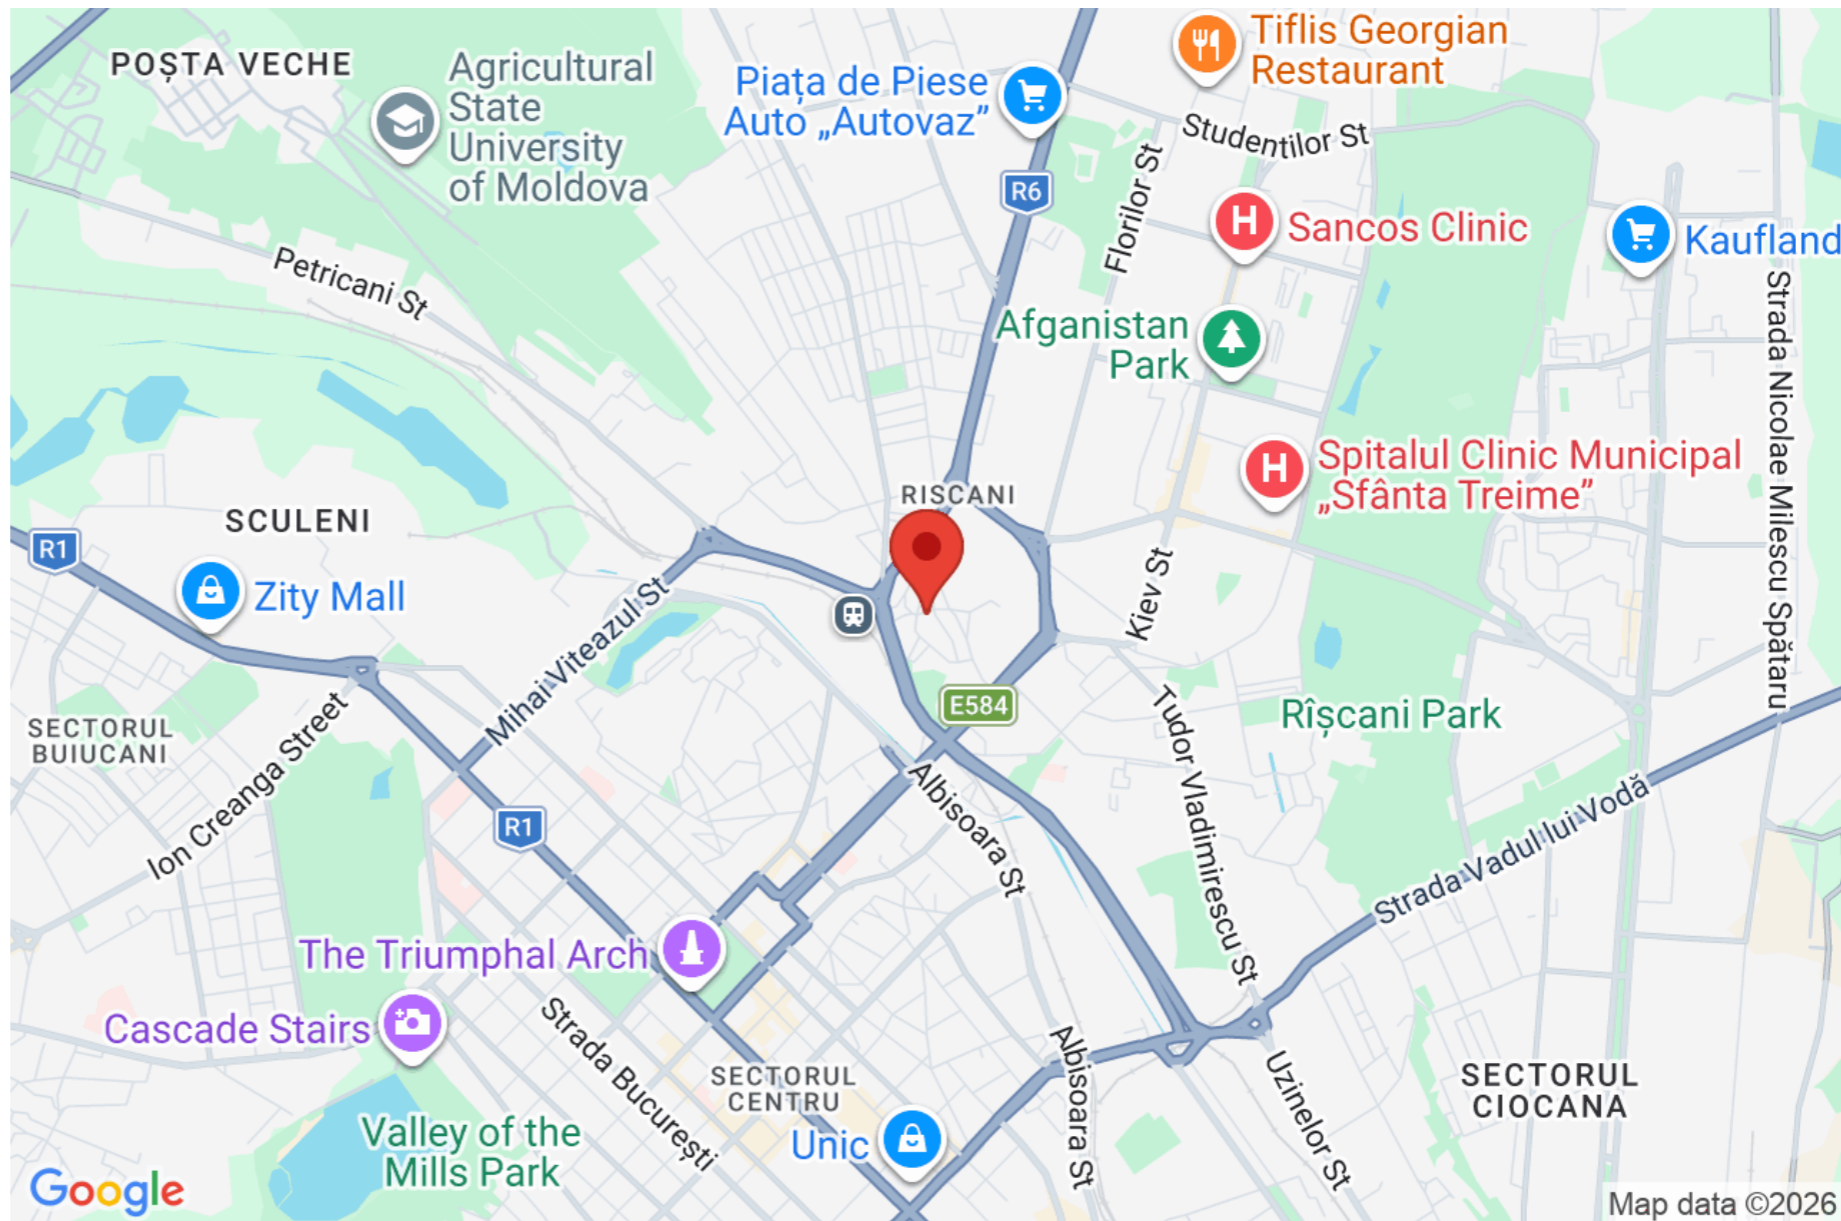 POȘTA VECHE
Agricultural
State
University
of Moldova
Piața de Piese
Auto „Autovaz”
Tiflis Georgian
Restaurant
Studentilor St
R6
Florilor St
Sancos Clinic
Kaufland
Petricani St
Afganistan
Park
Strada Nicolae Milescu Spătaru
Spitalul Clinic Municipal
„Sfânta Treime”
RISCANI
SCULENI
R1
Zity Mall
Mihai Viteazul St
Kiev St
E584
Rîșcani Park
SECTORUL
BUIUCANI
Ion Creanga Street
Tudor Vladimirescu St
Albisoara St
Strada Vadul lui Vodă
R1
The Triumphal Arch
Cascade Stairs
Strada București
SECTORUL
CENTRU
Albisoara St
Uzinelor St
SECTORUL
CIOCANA
Valley of the
Mills Park
Unic
Google
Map data ©2026